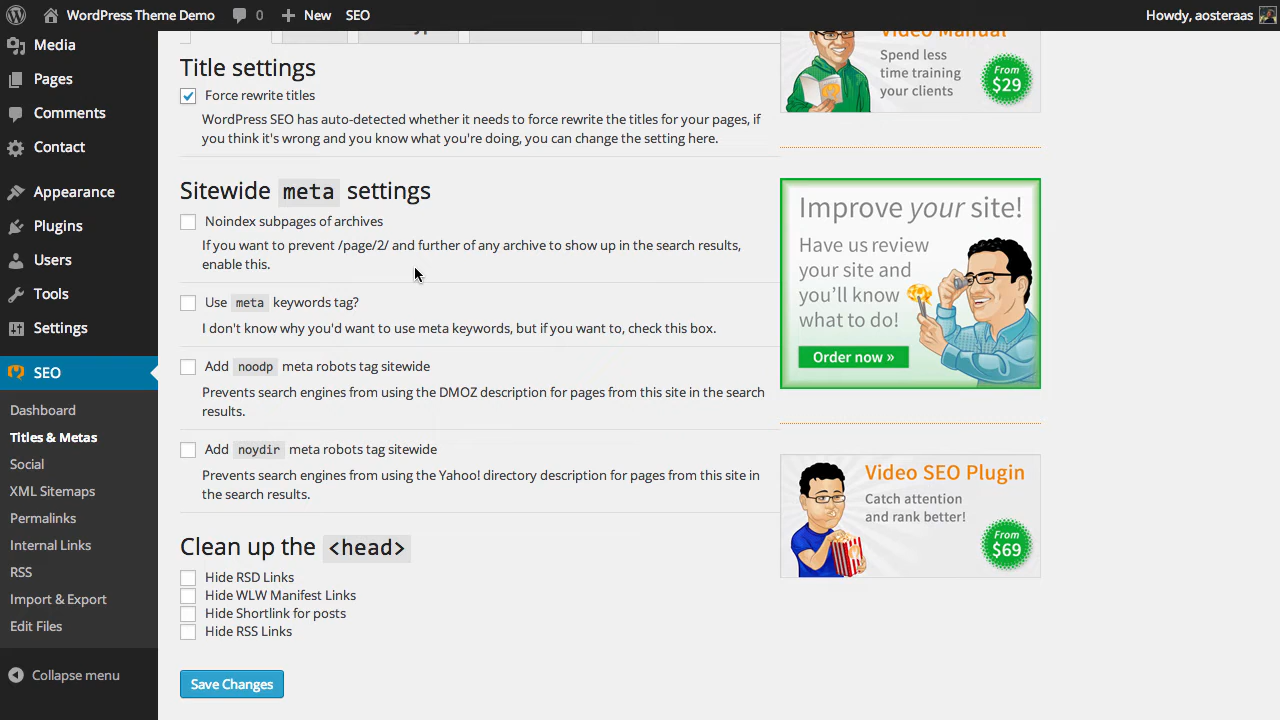 WordPress Theme Demo
0
New
SEO
Howdy, aosteraas
Media
Pages
Comments
Contact
Appearance
Plugins
Users
Tools
Settings
SEO
Dashboard
Titles & Metas
Social
XML Sitemaps
Permalinks
Internal Links
RSS
Import & Export
Edit Files
Collapse menu
Title settings
Force rewrite titles
WordPress SEO has auto-detected whether it needs to force rewrite the titles for your pages, if
you think it's wrong and you know what you're doing, you can change the setting here.
Sitewide meta settings
Noindex subpages of archives
If you want to prevent /page/2/ and further of any archive to show up in the search results,
enable this.
Use meta keywords tag?
I don't know why you'd want to use meta keywords, but if you want to, check this box.
Add noodp meta robots tag sitewide
Prevents search engines from using the DMOZ description for pages from this site in the search
results.
Add noydir meta robots tag sitewide
Prevents search engines from using the Yahoo! directory description for pages from this site in
the search results.
Clean up the <head>
Hide RSD Links
Hide WLW Manifest Links
Hide Shortlink for posts
Hide RSS Links
Save Changes
Video Manual
Spend less
time training
your clients
From
$29
Improve your site!
Have us review
your site and
you'll know
what to do!
Order now »
Video SEO Plugin
Catch attention
and rank better!
From
$69